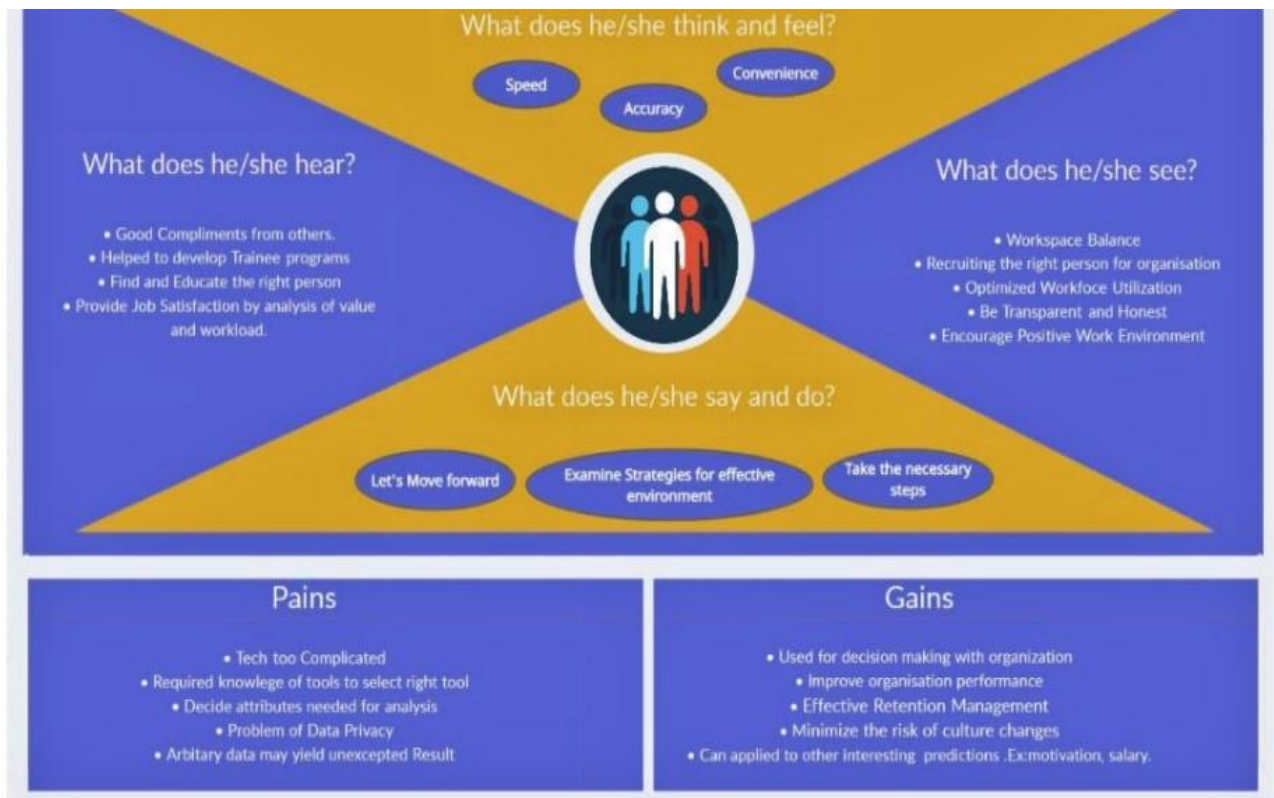 What does he/she think and feel?
Speed
Accuracy
Convenience
What does he/she hear?
• Good Compliments from others.
• Helped to develop Trainee programs
• Find and Educate the right person
• Provide Job Satisfaction by analysis of value
and workload.
What does he/she see?
• Workspace Balance
• Recruiting the right person for organisation
• Optimized Workfoce Utilization
• Be Transparent and Honest
• Encourage Positive Work Environment
What does he/she say and do?
Let's Move forward
Examine Strategies for effective
environment
Take the necessary
steps
Pains
• Tech too Complicated
• Required knowlege of tools to select right tool
• Decide attributes needed for analysis
• Problem of Data Privacy
• Arbitary data may yield unexcepted Result
Gains
• Used for decision making with organization
• Improve organisation performance
• Effective Retention Management
• Minimize the risk of culture changes
• Can applied to other interesting predictions .Ex:motivation, salary.